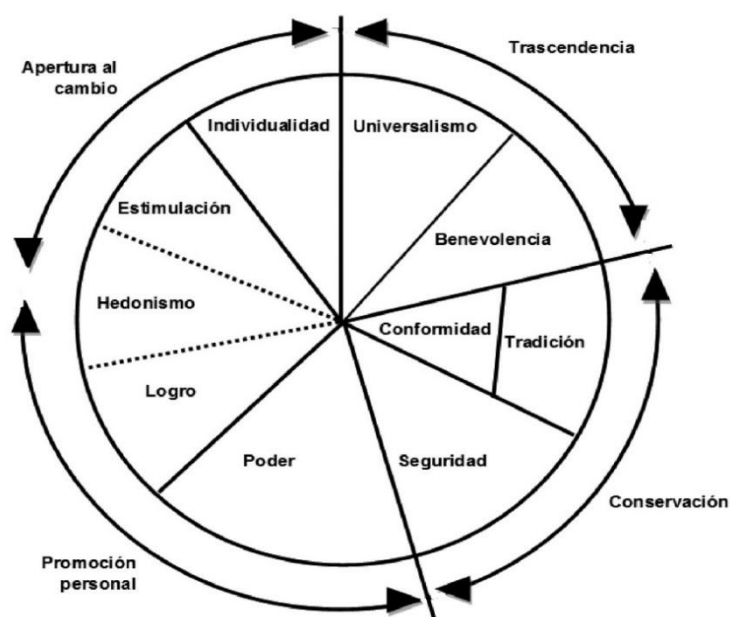 Apertura al
cambio
Trascendencia
Individualidad
Universalismo
Estimulación
Benevolencia
Hedonismo
Conformidad
Tradición
Logro
Poder
Seguridad
Conservación
Promoción
personal